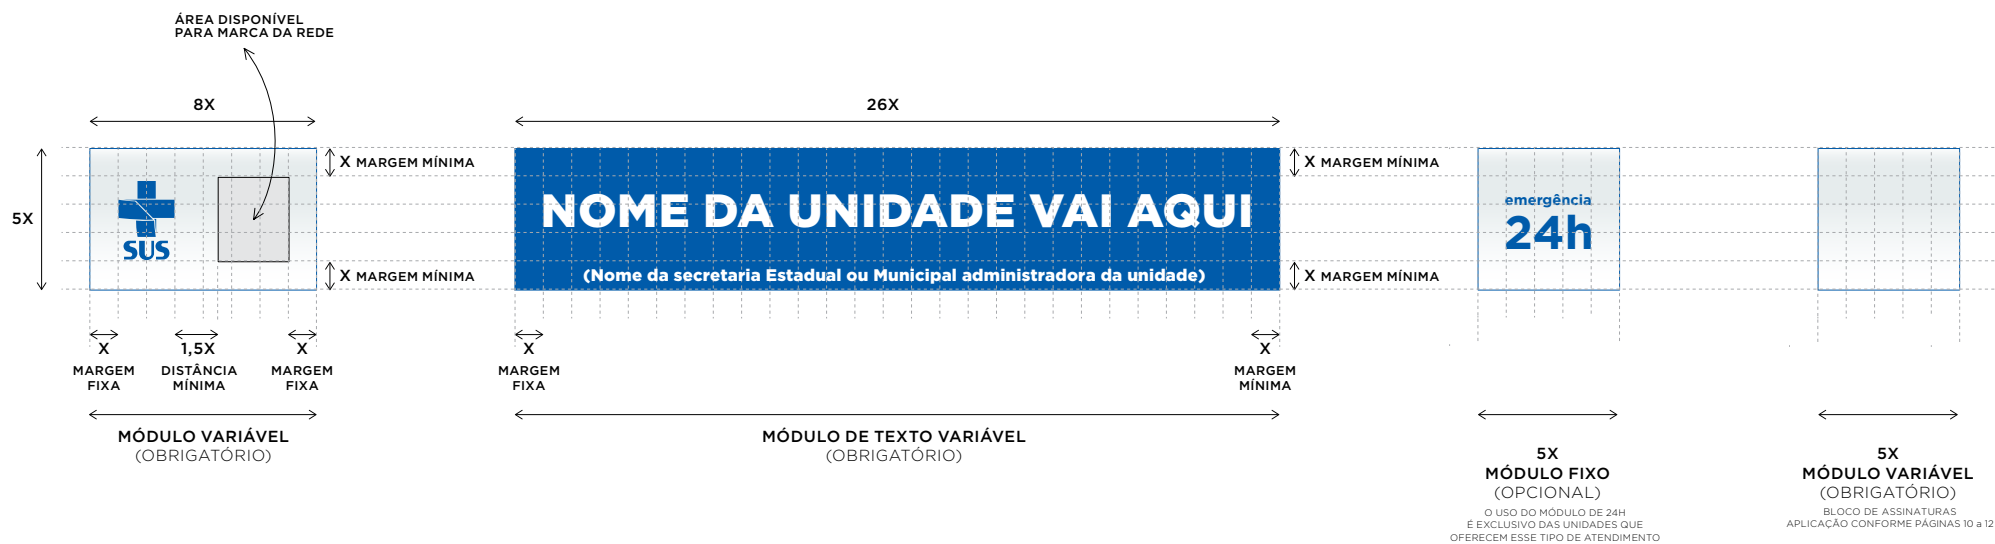 ÁREA DISPONÍVEL
PARA MARCA DA REDE
8X
5X
X MARGEM MÍNIMA
X MARGEM MÍNIMA
SUS
X
MARGEM
FIXA
1,5X
DISTÂNCIA
MÍNIMA
X
MARGEM
FIXA
MÓDULO VARIÁVEL
(OBRIGATÓRIO)
26X
NOME DA UNIDADE VAI AQUI
(Nome da secretaria Estadual ou Municipal administradora da unidade)
X MARGEM MÍNIMA
X MARGEM MÍNIMA
X
MARGEM
FIXA
X
MARGEM
MÍNIMA
MÓDULO DE TEXTO VARIÁVEL
(OBRIGATÓRIO)
emergência
24h
5X
MÓDULO FIXO
(OPCIONAL)
O USO DO MÓDULO DE 24H
É EXCLUSIVO DAS UNIDADES QUE
OFERECEM ESSE TIPO DE ATENDIMENTO
5X
MÓDULO VARIÁVEL
(OBRIGATÓRIO)
BLOCO DE ASSINATURAS
APLICAÇÃO CONFORME PÁGINAS 10 a 12